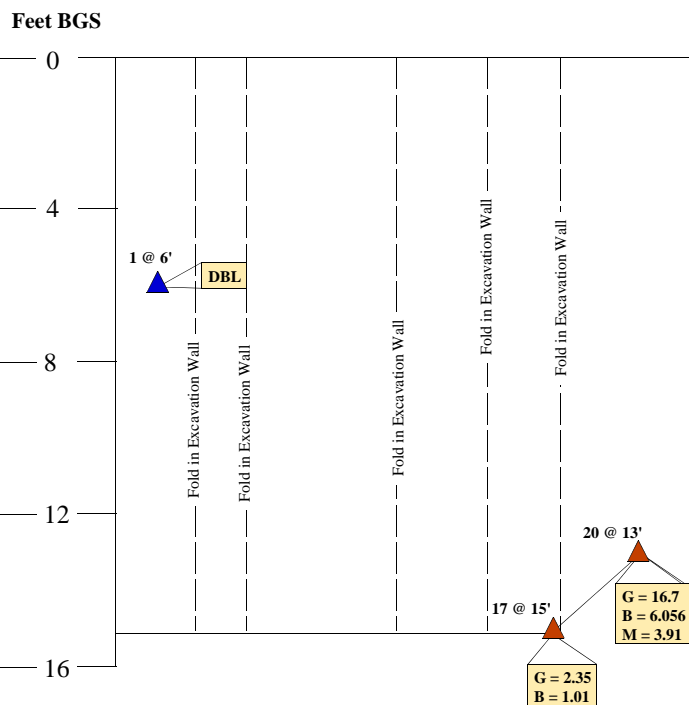 Feet BGS
0
4
1 @ 6'
DBL
8
12
16
Fold in Excavation Wall
Fold in Excavation Wall
Fold in Excavation Wall
Fold in Excavation Wall
Fold in Excavation Wall
20 @ 13'
G = 16.7
B = 6.056
M = 3.91
17 @ 15'
G = 2.35
B = 1.01